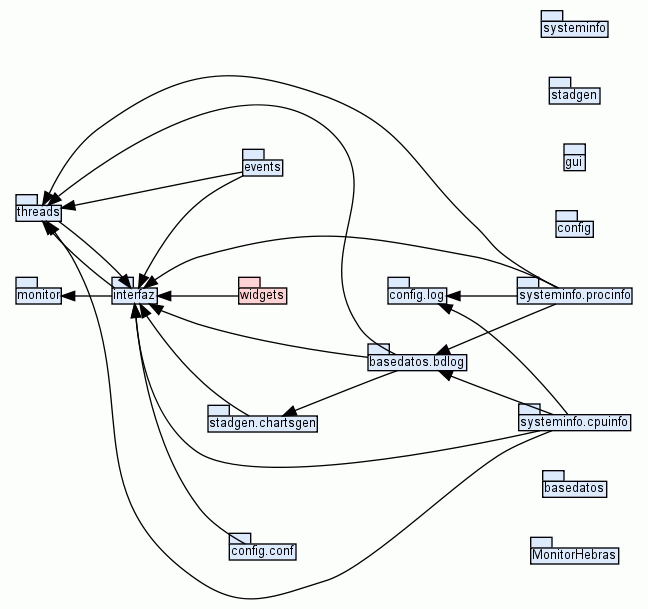 systeminfo
stadgen
gui
events
threads
config
monitor
interfaz
widgets
config.log
systeminfo.procinfo
basedatos.bdlog
stadgen.chartsgen
systeminfo.cpuinfo
basedatos
config.conf
MonitorHebras